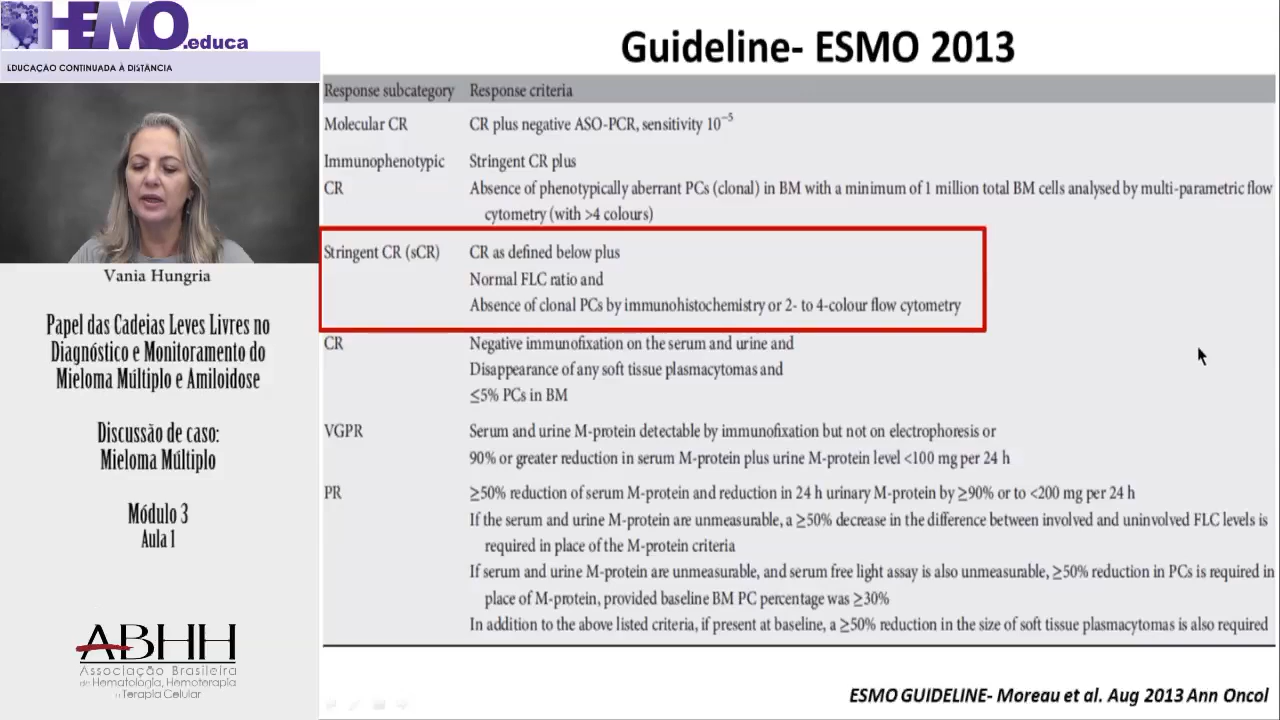 HEMO.educa
EDUCAÇÃO CONTINUADA À DISTÂNCIA
Vania Hungria
Papel das Cadeias Leves Livres no
Diagnóstico e Monitoramento do
Mieloma Múltiplo e Amiloidose
Discussão de caso:
Mieloma Múltiplo
Módulo 3
Aula 1
ABHH
Associação Brasileira
de Hematologia, Hemoterapia
e Terapia Celular
Guideline- ESMO 2013
Response subcategory Response criteria
Molecular CR CR plus negative ASO-PCR, sensitivity 10⁻⁵
Immunophenotypic Stringent CR plus
CR Absence of phenotypically aberrant PCs (clonal) in BM with a minimum of 1 million total BM cells analysed by multi-parametric flow
cytometry (with >4 colours)
Stringent CR (sCR) CR as defined below plus
Normal FLC ratio and
Absence of clonal PCs by immunohistochemistry or 2- to 4-colour flow cytometry
CR Negative immunofixation on the serum and urine and
Disappearance of any soft tissue plasmacytomas and
≤5% PCs in BM
VGPR Serum and urine M-protein detectable by immunofixation but not on electrophoresis or
90% or greater reduction in serum M-protein plus urine M-protein level <100 mg per 24 h
PR ≥50% reduction of serum M-protein and reduction in 24 h urinary M-protein by ≥90% or to <200 mg per 24 h
If the serum and urine M-protein are unmeasurable, a ≥50% decrease in the difference between involved and uninvolved FLC levels is
required in place of the M-protein criteria
If serum and urine M-protein are unmeasurable, and serum free light assay is also unmeasurable, ≥50% reduction in PCs is required in
place of M-protein, provided baseline BM PC percentage was ≥30%
In addition to the above listed criteria, if present at baseline, a ≥50% reduction in the size of soft tissue plasmacytomas is also required
ESMO GUIDELINE- Moreau et al. Aug 2013 Ann Oncol